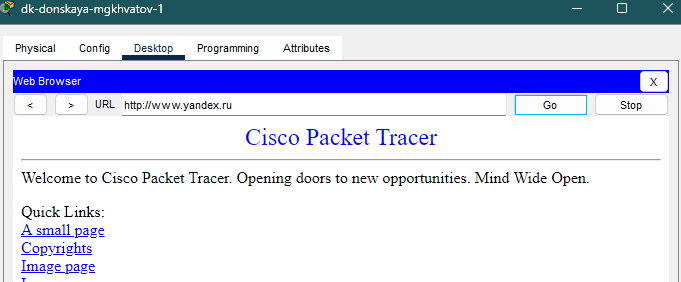 dk-donskaya-mgkhvatov-1
Physical Config Desktop Programming Attributes
Web Browser X
< > URL http://www.yandex.ru Go Stop
Cisco Packet Tracer
Welcome to Cisco Packet Tracer. Opening doors to new opportunities. Mind Wide Open.
Quick Links:
A small page
Copyrights
Image page